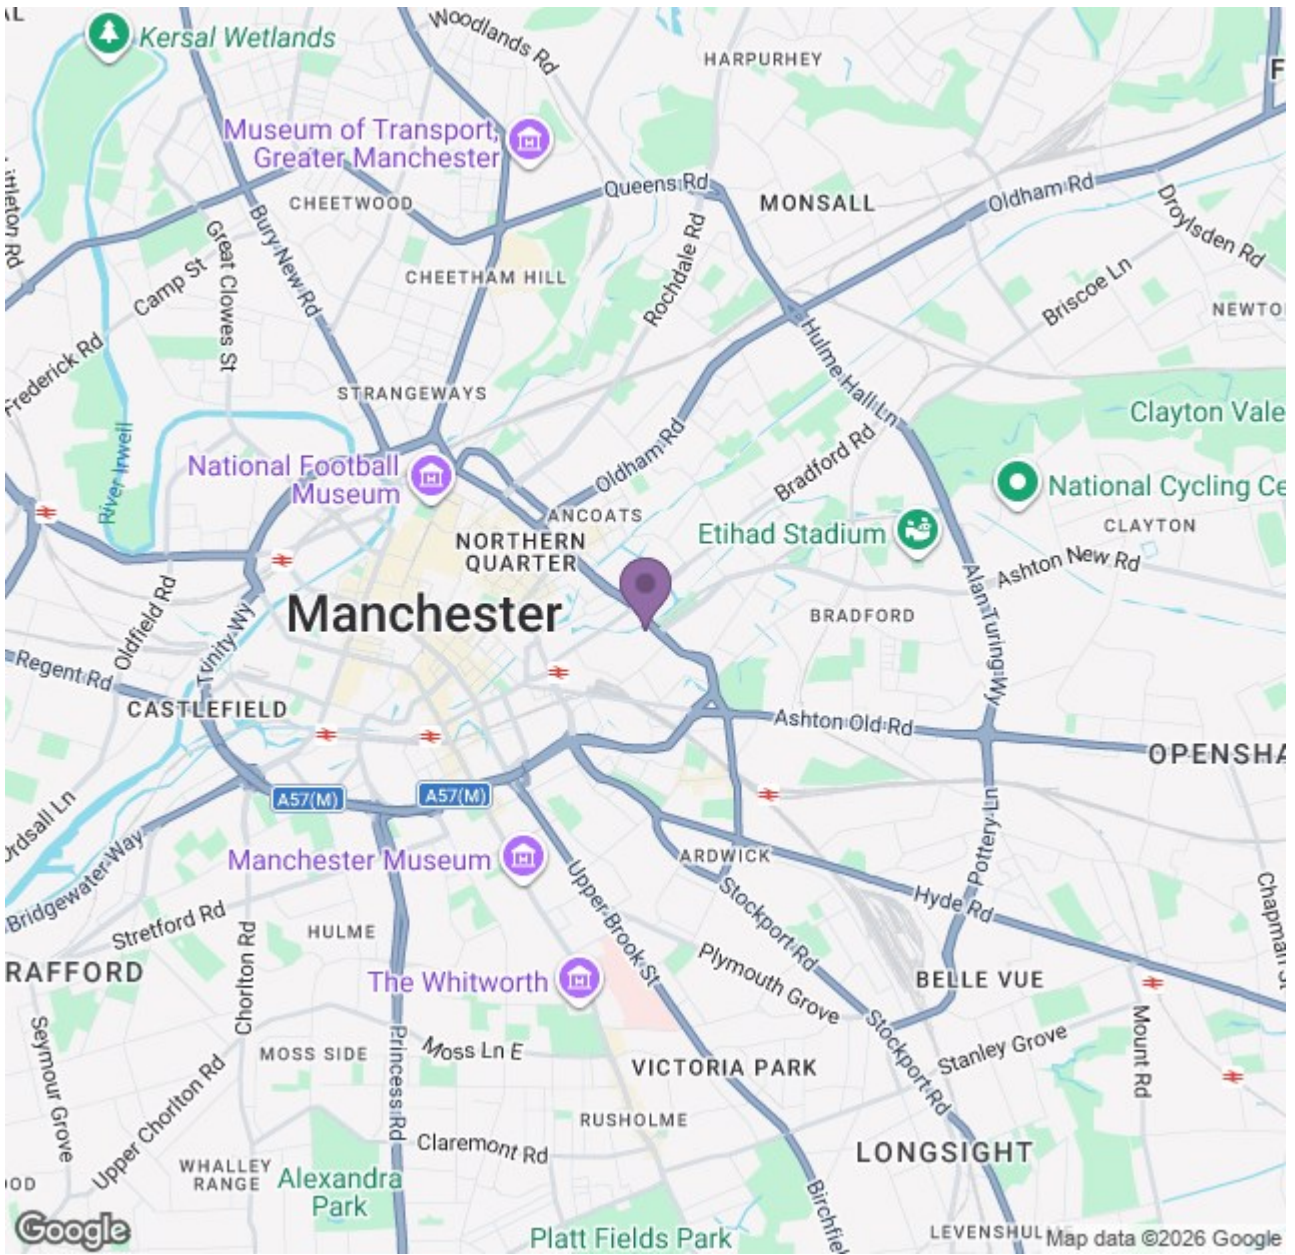 Kersal Wetlands
Woodlands Rd
HARPURHEY
Museum of Transport,
Greater Manchester
Queens Rd
MONSALL
Oldham Rd
Droylsden Rd
CHEETWOOD
Bury New Rd
Great Clowes St
Camp St
CHEETHAM HILL
Rochdale Rd
Briscoe Ln
Frederick Rd
Hulme Hall Ln
STRANGEWAYS
Clayton Vale
River Irwell
National Football
Museum
Oldham Rd
Bradford Rd
National Cycling Ce
ANCOATS
CLAYTON
NORTHERN
QUARTER
Etihad Stadium
Ashton New Rd
Alan Turing Wy
Manchester
BRADFORD
Oldfield Rd
Trinity Wy
Regent Rd
CASTLEFIELD
Ashton Old Rd
OPENSHA
A57(M)
A57(M)
Bridgewater Way
Pottery Ln
Manchester Museum
ARDWICK
Upper Brook St
Hyde Rd
Stockport Rd
Stretford Rd
Chorlton Rd
HULME
RAFFORD
The Whitworth
Plymouth Grove
BELLE VUE
Seymour Grove
Upper Chorlton Rd
MOSS SIDE
Princess Rd
Moss Ln E
VICTORIA PARK
Stockport Rd
Stanley Grove
Mount Rd
RUSHOLME
Claremont Rd
LONGSIGHT
WHALLEY
RANGE
Alexandra
Park
Platt Fields Park
Google
Map data ©2026 Google